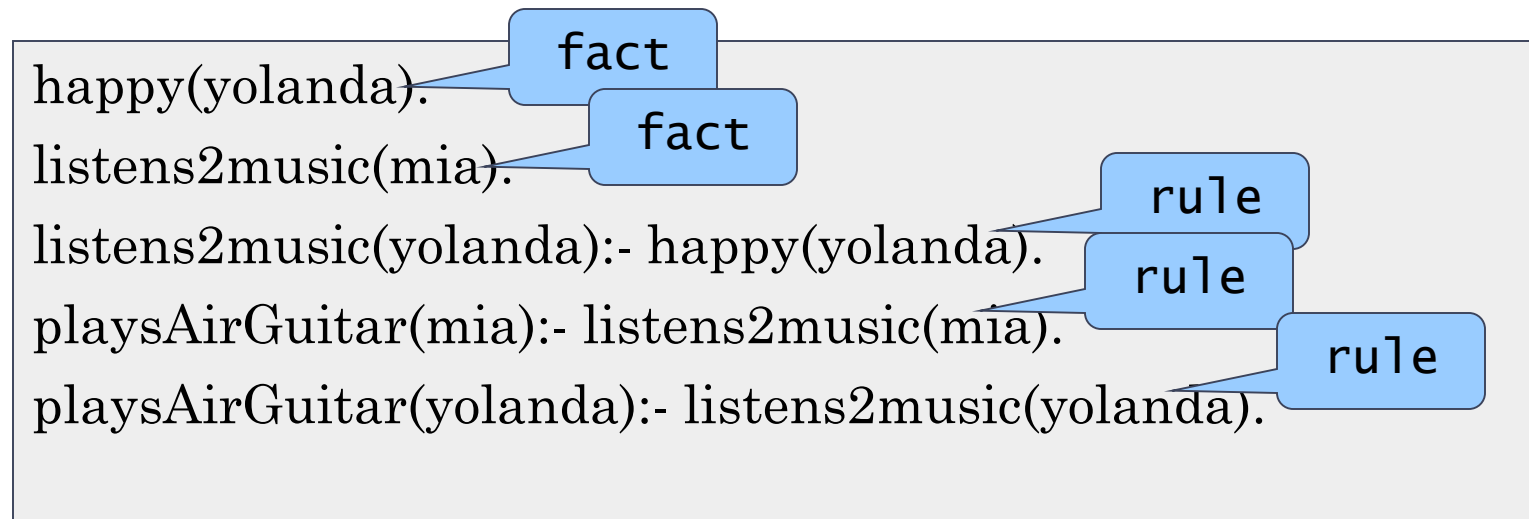 fact
happy(yolanda).
fact
listens2music(mia).
rule
listens2music(yolanda):- happy(yolanda).
rule
playsAirGuitar(mia):- listens2music(mia).
rule
playsAirGuitar(yolanda):- listens2music(yolanda).